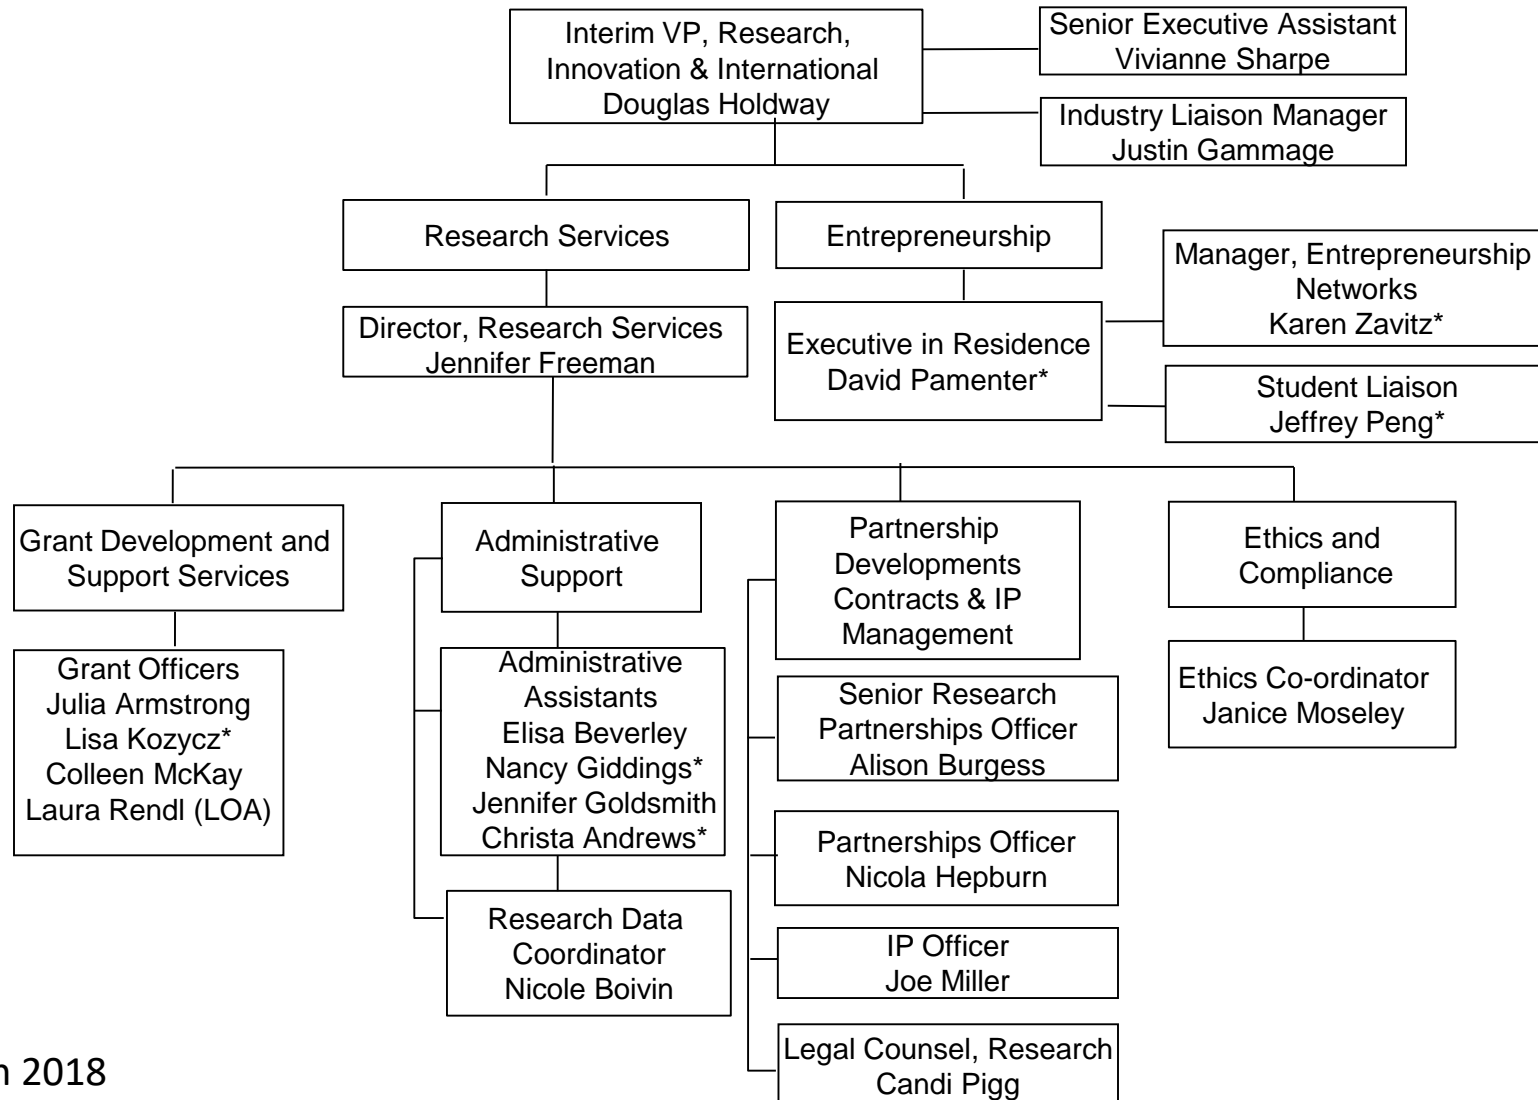 Interim VP, Research,
Innovation & International
Douglas Holdway
Senior Executive Assistant
Vivianne Sharpe
Industry Liaison Manager
Justin Gammage
Research Services
Entrepreneurship
Manager, Entrepreneurship
Networks
Karen Zavitz*
Director, Research Services
Jennifer Freeman
Executive in Residence
David Pamenter*
Student Liaison
Jeffrey Peng*
Grant Development and
Support Services
Administrative
Support
Partnership
Developments
Contracts & IP
Management
Ethics and
Compliance
Grant Officers
Julia Armstrong
Lisa Kozycz*
Colleen McKay
Laura Rendl (LOA)
Administrative
Assistants
Elisa Beverley
Nancy Giddings*
Jennifer Goldsmith
Christa Andrews*
Senior Research
Partnerships Officer
Alison Burgess
Ethics Co-ordinator
Janice Moseley
Partnerships Officer
Nicola Hepburn
Research Data
Coordinator
Nicole Boivin
IP Officer
Joe Miller
Legal Counsel, Research
Candi Pigg
2018